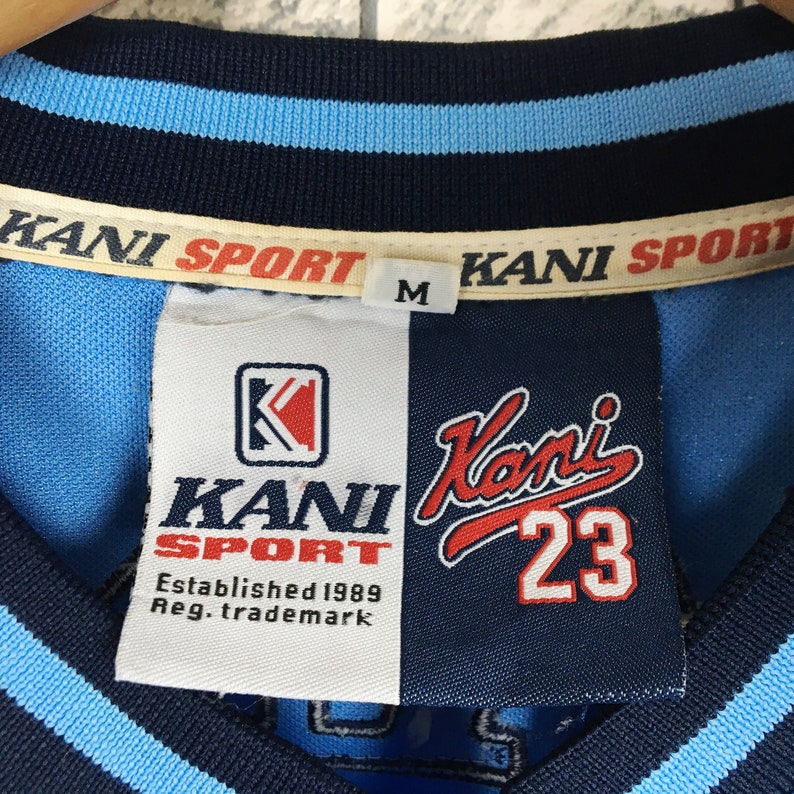 KANI SPORT
M
KANI SPORT
K
KANI
SPORT
Established 1989
Reg. trademark
Kani
23